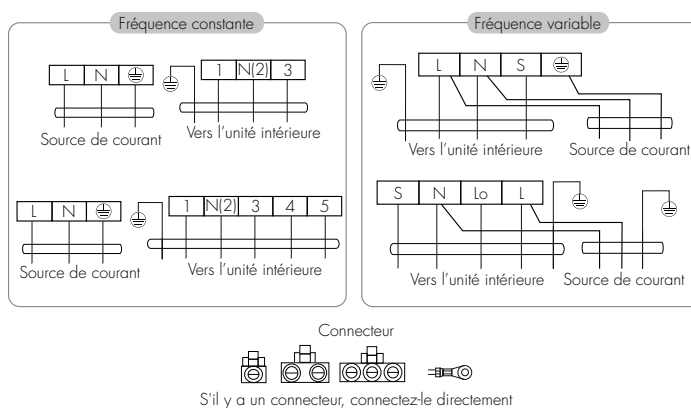 Fréquence constante
L N
1 N(2) 3
Source de courant
Vers l'unité intérieure
L N
1 N(2) 3 4 5
Source de courant
Vers l'unité intérieure
Fréquence variable
L N S
Vers l'unité intérieure
Source de courant
S N Lo L
Vers l'unité intérieure
Source de courant
Connecteur
S'il y a un connecteur, connectez-le directement